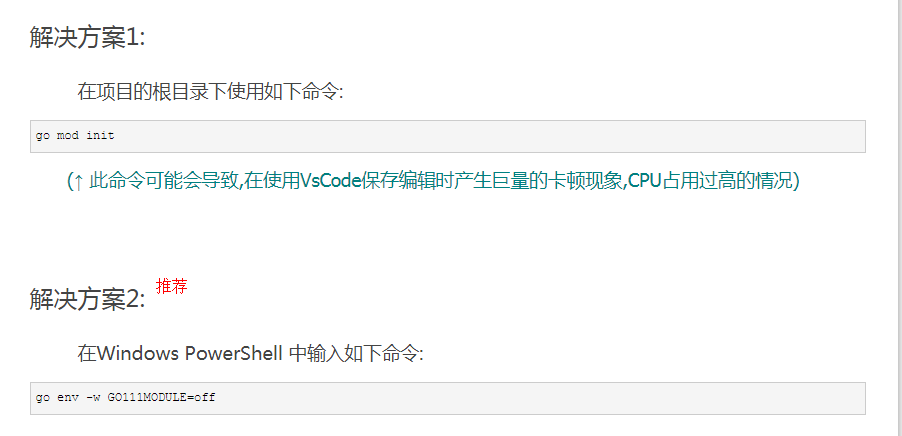 解决方案1:
在项目的根目录下使用如下命令:
go mod init
(↑ 此命令可能会导致,在使用VsCode保存编辑时产生巨量的卡顿现象,CPU占用过高的情况)
解决方案2: 推荐
在Windows PowerShell 中输入如下命令:
go env -w GO111MODULE=off